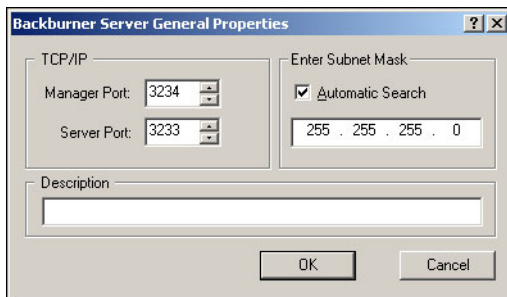 Backburner Server General Properties
TCP/IP
Manager Port: 3234
Server Port: 3233
Enter Subnet Mask
Automatic Search
255 . 255 . 255 . 0
Description
OK
Cancel